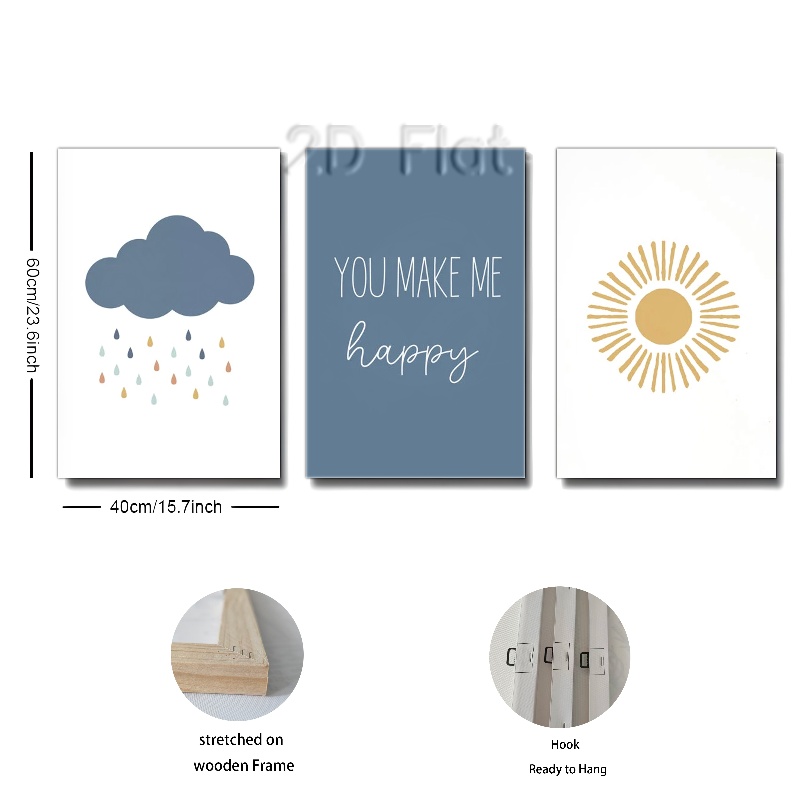 2D Flat
60cm/23.6inch
YOU MAKE ME
happy
40cm/15.7inch
stretched on
wooden Frame
Hook
Ready to Hang